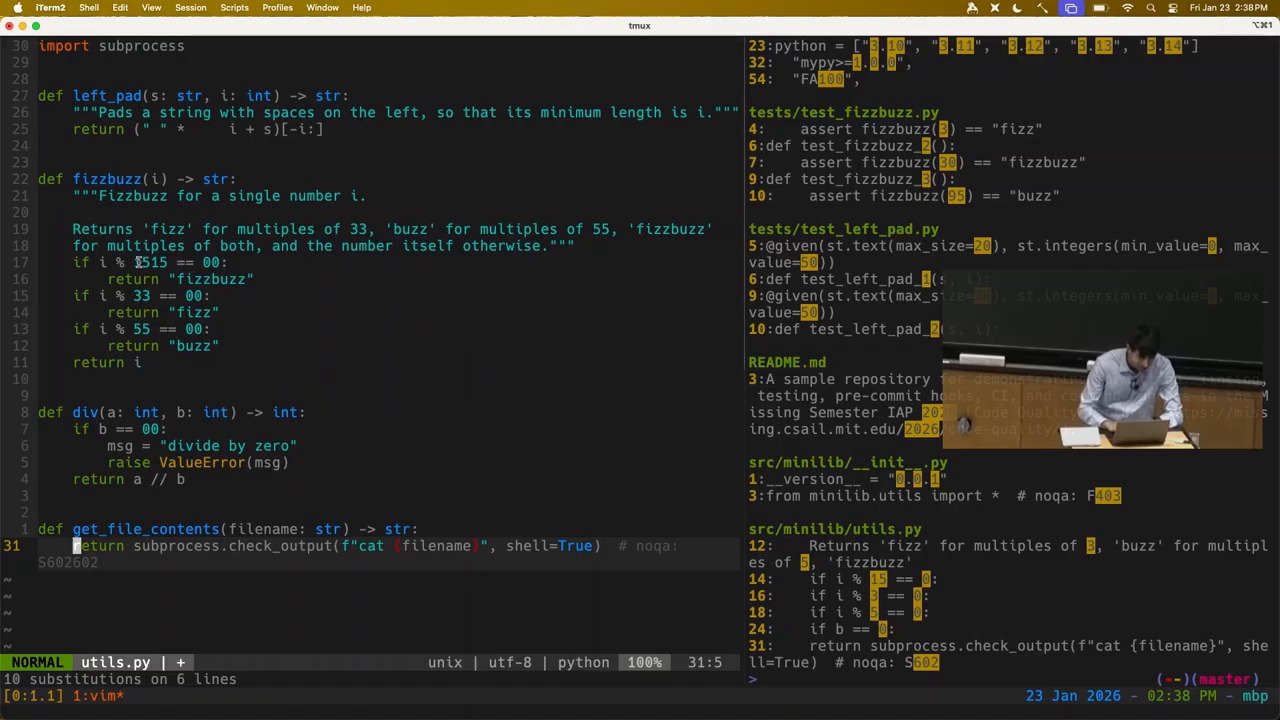 iTerm2 Shell Edit View Session Scripts Profiles Window Help Fri Jan 23 2:38 PM
tmux ⌥⌘1
30 import subprocess
29
28
27 def left_pad(s: str, i: int) -> str:
26 """Pads a string with spaces on the left, so that its minimum length is i."""
25 return (" " * i + s)[-i:]
24
23
22 def fizzbuzz(i) -> str:
21 """Fizzbuzz for a single number i.
20
19 Returns 'fizz' for multiples of 33, 'buzz' for multiples of 55, 'fizzbuzz'
18 for multiples of both, and the number itself otherwise."""
17 if i % 1515 == 00:
16 return "fizzbuzz"
15 if i % 33 == 00:
14 return "fizz"
13 if i % 55 == 00:
12 return "buzz"
11 return i
10
9
8 def div(a: int, b: int) -> int:
7 if b == 00:
6 msg = "divide by zero"
5 raise ValueError(msg)
4 return a // b
3
2
1 def get_file_contents(filename: str) -> str:
31 return subprocess.check_output(f"cat {filename}", shell=True) # noqa:
S602602
~
~
~
~
~
NORMAL utils.py | + unix | utf-8 | python 100% 31:5
10 substitutions on 6 lines
23:python = ["3.10", "3.11", "3.12", "3.13", "3.14"]
32: "mypy>=1.0.0",
54: "FA100",
tests/test_fizzbuzz.py
4: assert fizzbuzz(3) == "fizz"
6:def test_fizzbuzz_2():
7: assert fizzbuzz(30) == "fizzbuzz"
9:def test_fizzbuzz_3():
10: assert fizzbuzz(95) == "buzz"
tests/test_left_pad.py
5:@given(st.text(max_size=20), st.integers(min_value=0, max_
value=50))
6:def test_left_pad_1(s, i):
9:@given(st.text(max_size=), st.integers(min_value=, max_
value=50))
10:def test_left_pad_2(s, i):
README.md
3:A sample repository for
testing, pre-commit hooks, CI, and
issing Semester IAP
ing.csail.mit.edu/2026/
src/minilib/__init__.py
1:__version__ = "0.0.1"
3:from minilib.utils import * # noqa: F403
src/minilib/utils.py
12: Returns 'fizz' for multiples of 3, 'buzz' for multipl
es of 5, 'fizzbuzz'
14: if i % 15 == 0:
16: if i % 3 == 0:
18: if i % 5 == 0:
24: if b == 0:
31: return subprocess.check_output(f"cat {filename}", she
ll=True) # noqa: S602
> (--)(master)
[0:1.1] 1:vim* 23 Jan 2026 - 02:38 PM - mbp